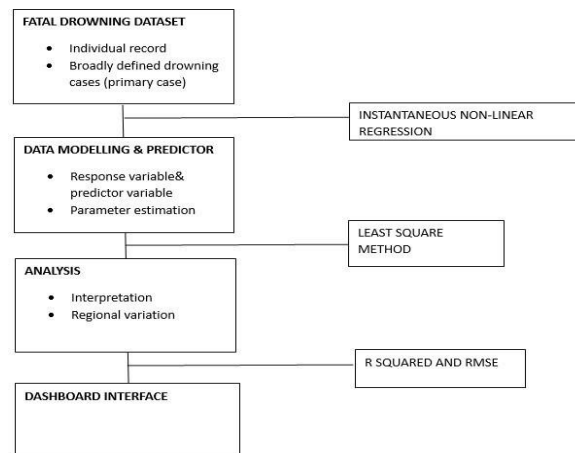 FATAL DROWNING DATASET
• Individual record
• Broadly defined drowning
cases (primary case)
INSTANTANEOUS NON-LINEAR
REGRESSION
DATA MODELLING & PREDICTOR
• Response variable&
predictor variable
• Parameter estimation
LEAST SQUARE
METHOD
ANALYSIS
• Interpretation
• Regional variation
R SQUARED AND RMSE
DASHBOARD INTERFACE